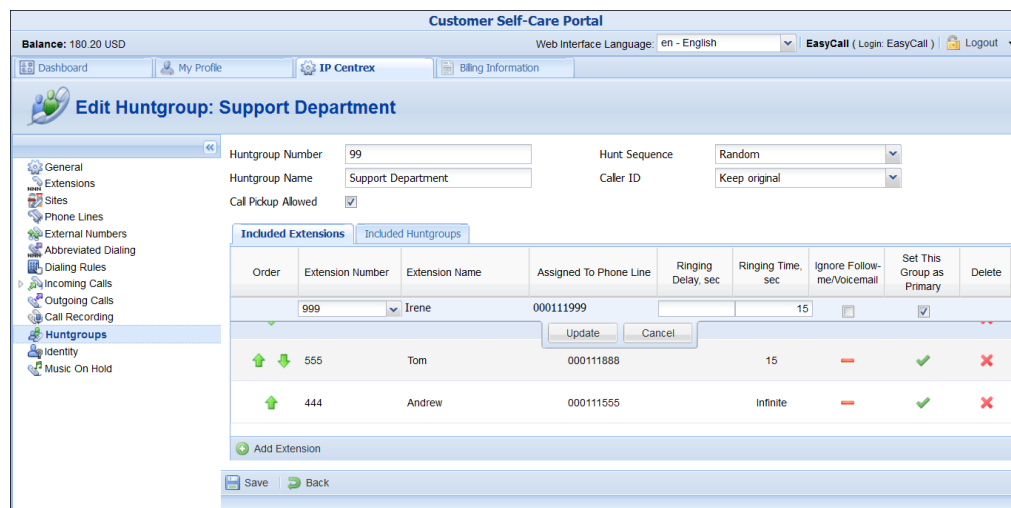 Customer Self-Care Portal
Balance: 180.20 USD Web Interface Language: en - English EasyCall ( Login: EasyCall ) Logout
Dashboard My Profile IP Centrex Biling Information
Edit Huntgroup: Support Department
General
Extensions
Sites
Phone Lines
External Numbers
Abbreviated Dialing
Dialing Rules
Incoming Calls
Outgoing Calls
Call Recording
Huntgroups
Identity
Music On Hold
Huntgroup Number 99 Hunt Sequence Random
Huntgroup Name Support Department Caller ID Keep original
Call Pickup Allowed
Included Extensions Included Huntgroups
Order Extension Number Extension Name Assigned To Phone Line Ringing Delay, sec Ringing Time, sec Ignore Follow-me/Voicemail Set This Group as Primary Delete
999 Irene 000111999 15
Update Cancel
555 Tom 000111888 15
444 Andrew 000111555 Infinite
Add Extension
Save Back